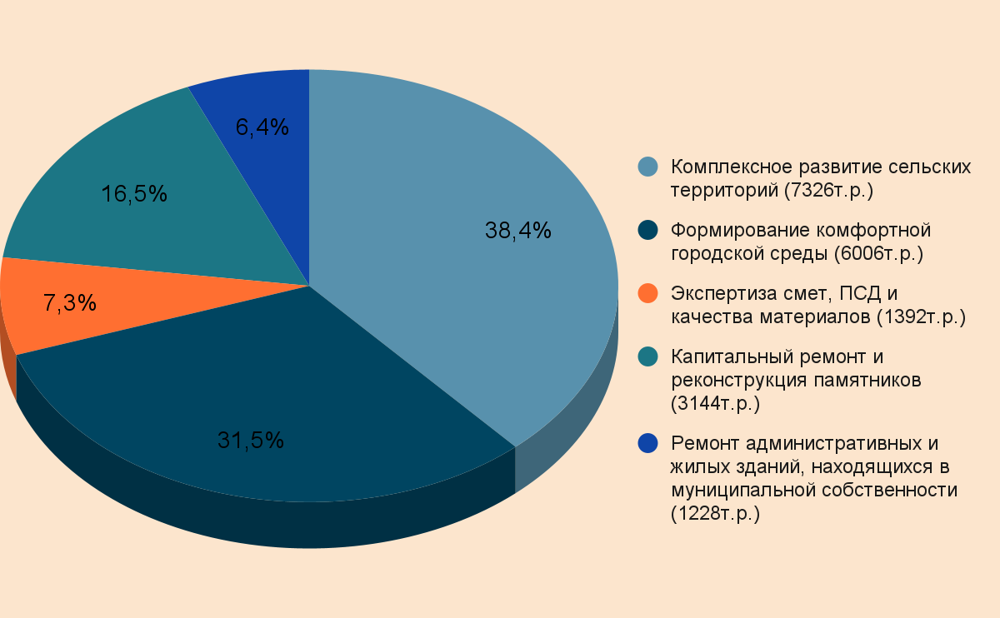 6,4%
16,5%
38,4%
7,3%
31,5%
Комплексное развитие сельских
территорий (7326т.р.)
Формирование комфортной
городской среды (6006т.р.)
Экспертиза смет, ПСД и
качества материалов (1392т.р.)
Капитальный ремонт и
реконструкция памятников
(3144т.р.)
Ремонт административных и
жилых зданий, находящихся в
муниципальной собственности
(1228т.р.)